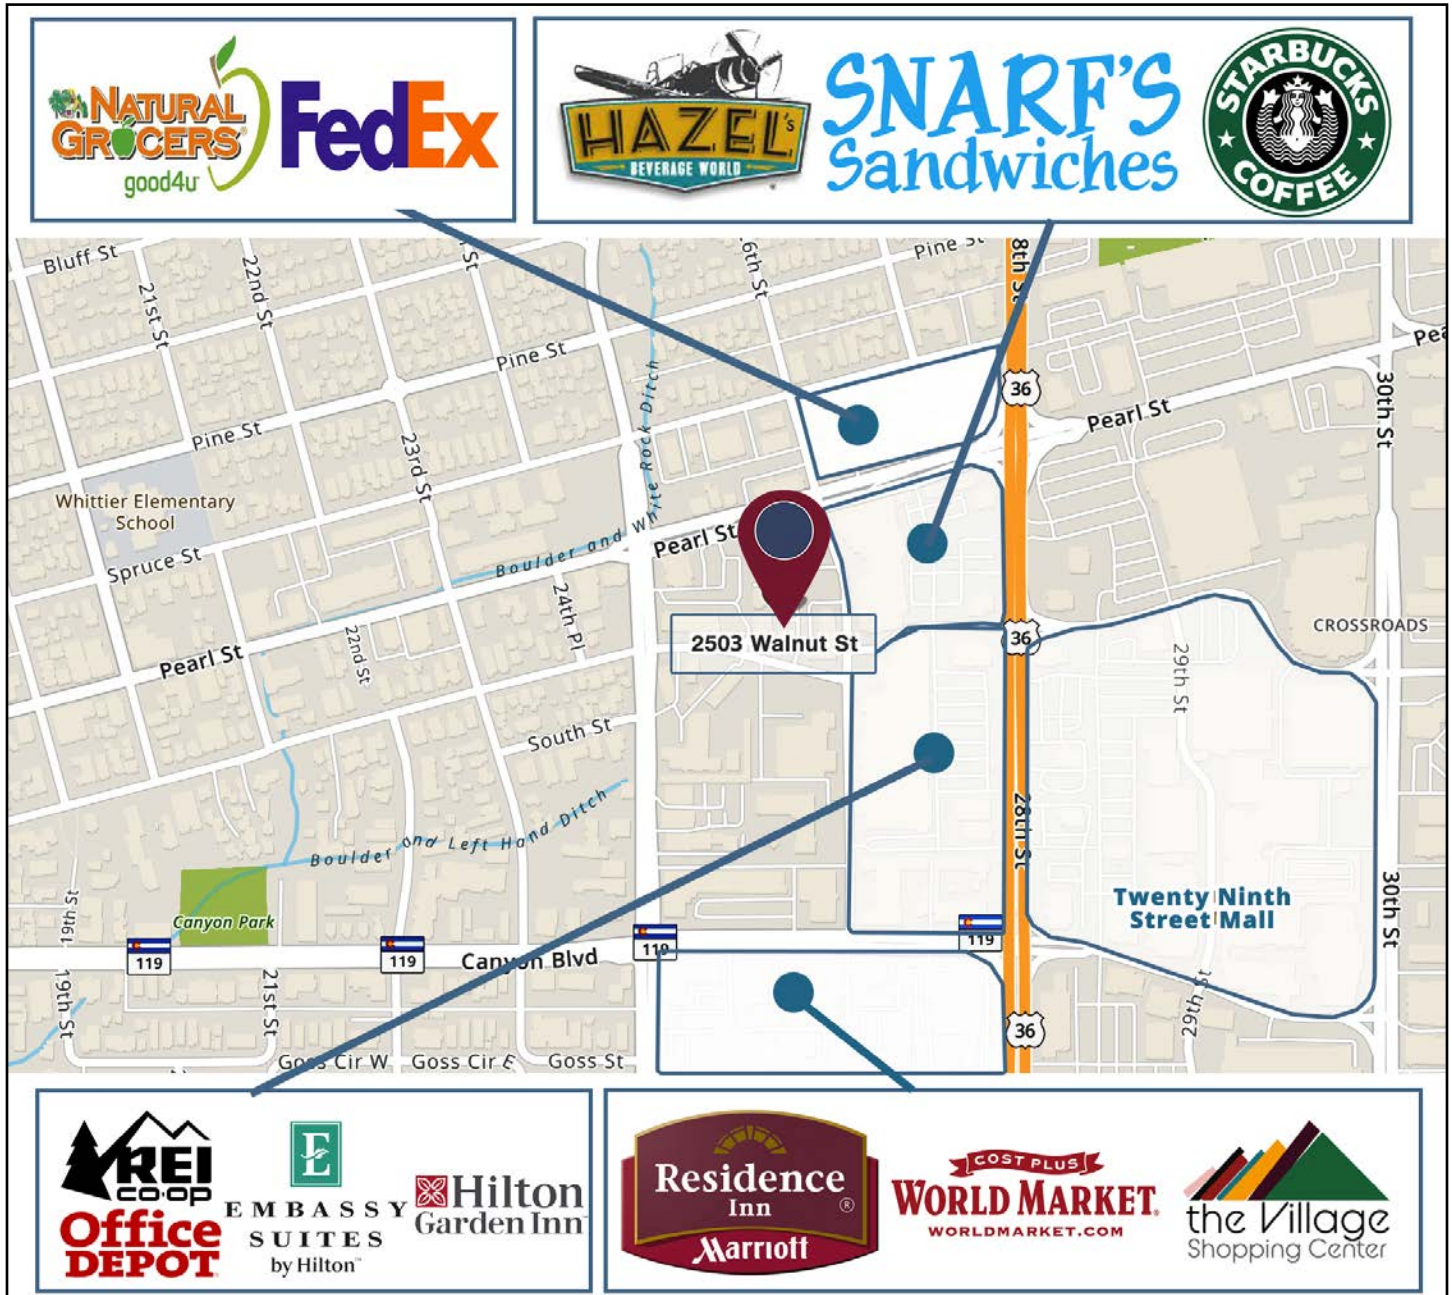 NATURAL
GROCERS®
good4u
FedEx
HAZEL's
BEVERAGE WORLD
SNARF'S
Sandwiches
STARBUCKS
COFFEE
Bluff St
22nd St
21st St
St
6th St
Pine St
8th St
Pine St
Boulder and White Rock Ditch
36
Pearl St
Pea
30th St
Pine St
23rd St
Whittier Elementary
School
Spruce St
Pearl St
24th Pl
22nd St
Pearl St
2503 Walnut St
36
CROSSROADS
29th St
South St
28th St
Boulder and Left Hand Ditch
Canyon Park
19th St
Twenty Ninth
Street Mall
30th St
119
119
Canyon Blvd
119
119
19th St
21st St
29th St
36
Goss Cir W
Goss Cir E
Goss St
REI
co-op
Office
DEPOT
E
EMBASSY
SUITES
by Hilton™
Hilton
Garden Inn
Residence
Inn
®
Marriott
COST PLUS
WORLD MARKET®
WORLDMARKET.COM
the Village
Shopping Center